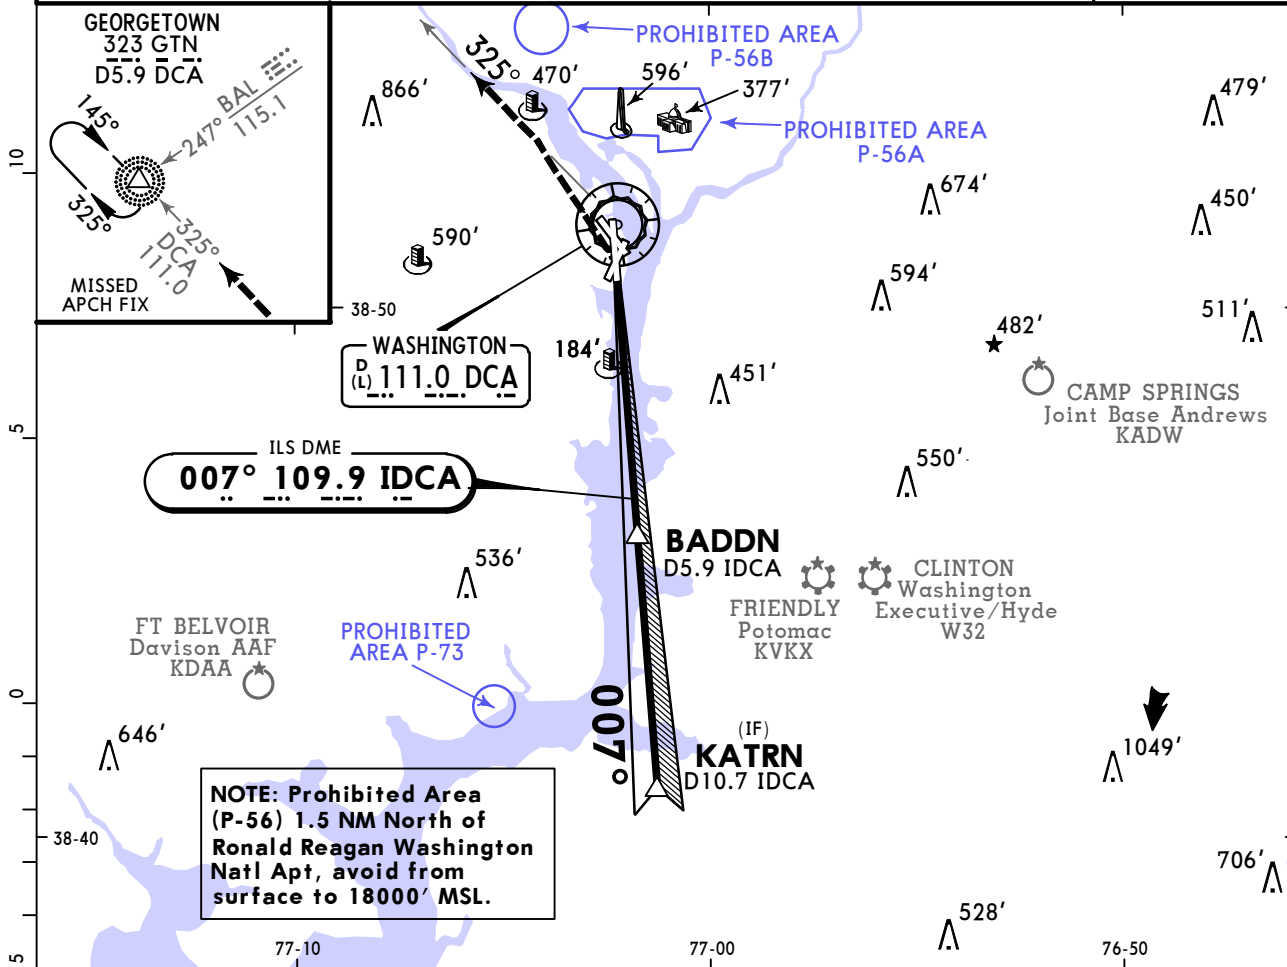 GEORGETOWN
323 GTN
D5.9 DCA
145°
325°
247° BAL
115.1
325°
DCA
111.0
MISSED
APCH FIX
PROHIBITED AREA
P-56B
325°
470'
596'
377'
866'
479'
PROHIBITED AREA
P-56A
10
674'
450'
590'
594'
38-50
511'
482'
WASHINGTON
D
(L) 111.0 DCA
184'
451'
CAMP SPRINGS
Joint Base Andrews
KADW
5
ILS DME
007° 109.9 IDCA
550'
BADDN
D5.9 IDCA
536'
CLINTON
Washington
Executive/Hyde
W32
FRIENDLY
Potomac
KVKX
FT BELVOIR
Davison AAF
KDAA
PROHIBITED
AREA P-73
0
007°
(IF)
KATRN
D10.7 IDCA
646'
1049'
NOTE: Prohibited Area
(P-56) 1.5 NM North of
Ronald Reagan Washington
Natl Apt, avoid from
surface to 18000' MSL.
38-40
706'
528'
5
77-10
77-00
76-50